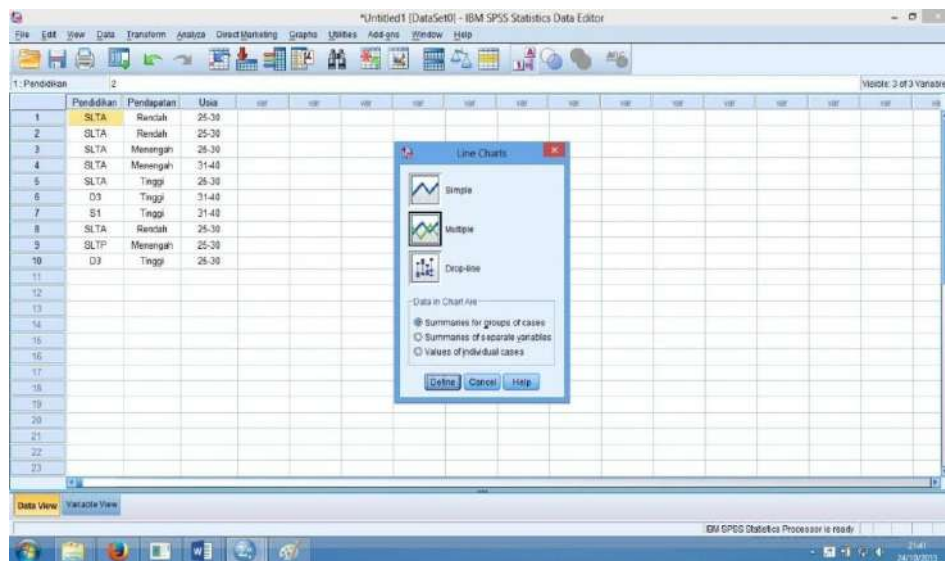 *Untitled1 [DataSet0] - IBM SPSS Statistics Data Editor
File Edit View Data Transform Analyze Direct Marketing Graphs Utilities Add-ons Window Help
1 : Pendidikan 2 Visible: 3 of 3 Variable
Pendidikan Pendapatan Usia var var var var var var var var var var var var
1 SLTA Rendah 25-30
2 SLTA Rendah 25-30
3 SLTA Menengah 25-30
4 SLTA Menengah 31-40
5 SLTA Tinggi 25-30
6 D3 Tinggi 31-40
7 S1 Tinggi 31-40
8 SLTA Rendah 25-30
9 SLTP Menengah 25-30
10 D3 Tinggi 25-30
11
12
13
14
15
16
17
18
19
20
21
22
23
Line Charts
Simple
Multiple
Drop-line
Data in Chart Are
Summaries for groups of cases
Summaries of separate variables
Values of individual cases
Define Cancel Help
Data View Variable View
IBM SPSS Statistics Processor is ready
21:41
24/10/2015